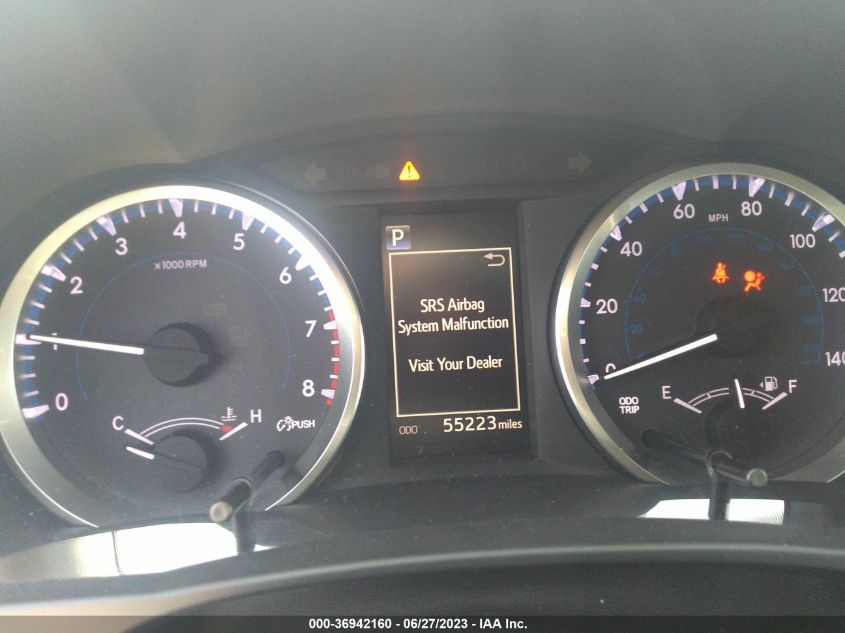 x1000 RPM
0
1
2
3
4
5
6
7
8
C
H
PUSH
P
SRS Airbag
System Malfunction
Visit Your Dealer
ODO 55223 miles
MPH
0
20
40
60
80
100
120
140
ODO
TRIP
E
F
000-36942160 - 06/27/2023 - IAA Inc.